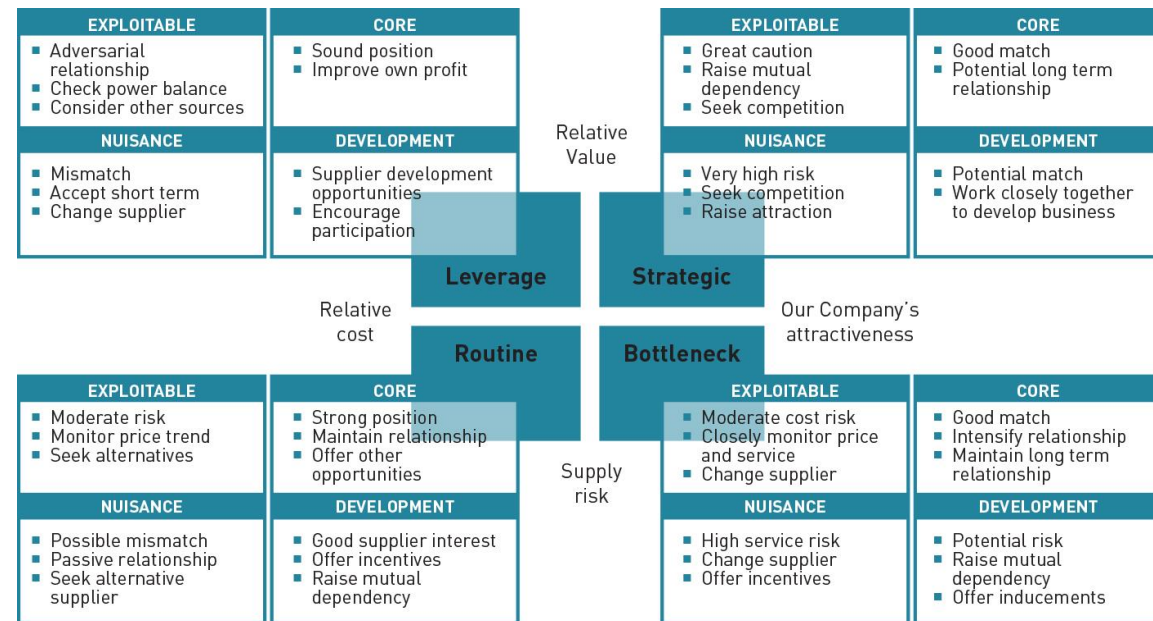 EXPLOITABLE
Adversarial
relationship
Check power balance
Consider other sources
CORE
Sound position
Improve own profit
NUISANCE
Mismatch
Accept short term
Change supplier
DEVELOPMENT
Supplier development
opportunities
Encourage
participation
Relative
Value
EXPLOITABLE
Great caution
Raise mutual
dependency
Seek competition
CORE
Good match
Potential long term
relationship
NUISANCE
Very high risk
Seek competition
Raise attraction
DEVELOPMENT
Potential match
Work closely together
to develop business
Leverage
Strategic
Relative
cost
Our Company's
attractiveness
Routine
Bottleneck
EXPLOITABLE
Moderate risk
Monitor price trend
Seek alternatives
CORE
Strong position
Maintain relationship
Offer other
opportunities
NUISANCE
Possible mismatch
Passive relationship
Seek alternative
supplier
DEVELOPMENT
Good supplier interest
Offer incentives
Raise mutual
dependency
Supply
risk
EXPLOITABLE
Moderate cost risk
Closely monitor price
and service
Change supplier
CORE
Good match
Intensify relationship
Maintain long term
relationship
NUISANCE
High service risk
Change supplier
Offer incentives
DEVELOPMENT
Potential risk
Raise mutual
dependency
Offer inducements